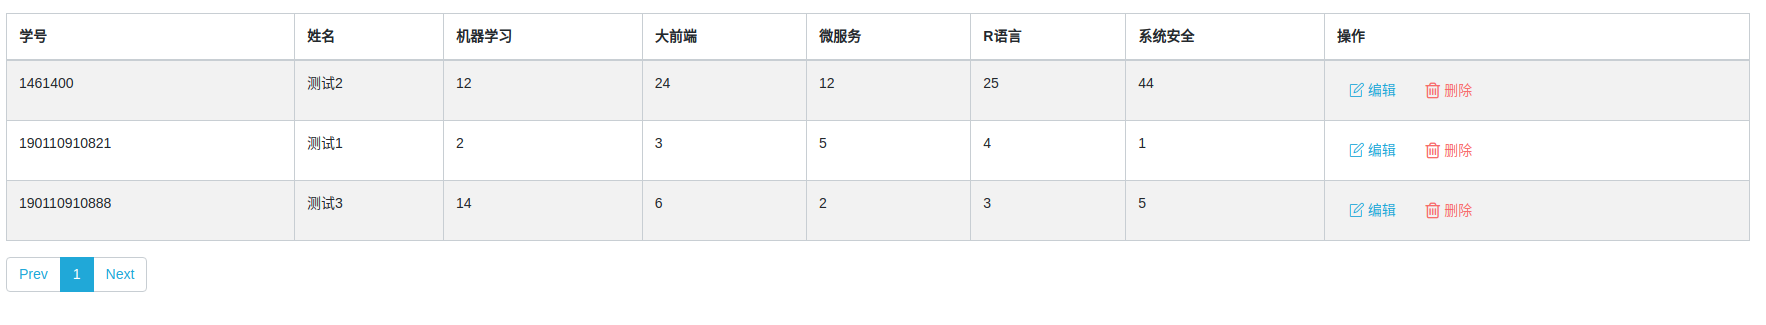 学号 姓名 机器学习 大前端 微服务 R语言 系统安全 操作
1461400 测试2 12 24 12 25 44 编辑 删除
190110910821 测试1 2 3 5 4 1 编辑 删除
190110910888 测试3 14 6 2 3 5 编辑 删除
Prev 1 Next